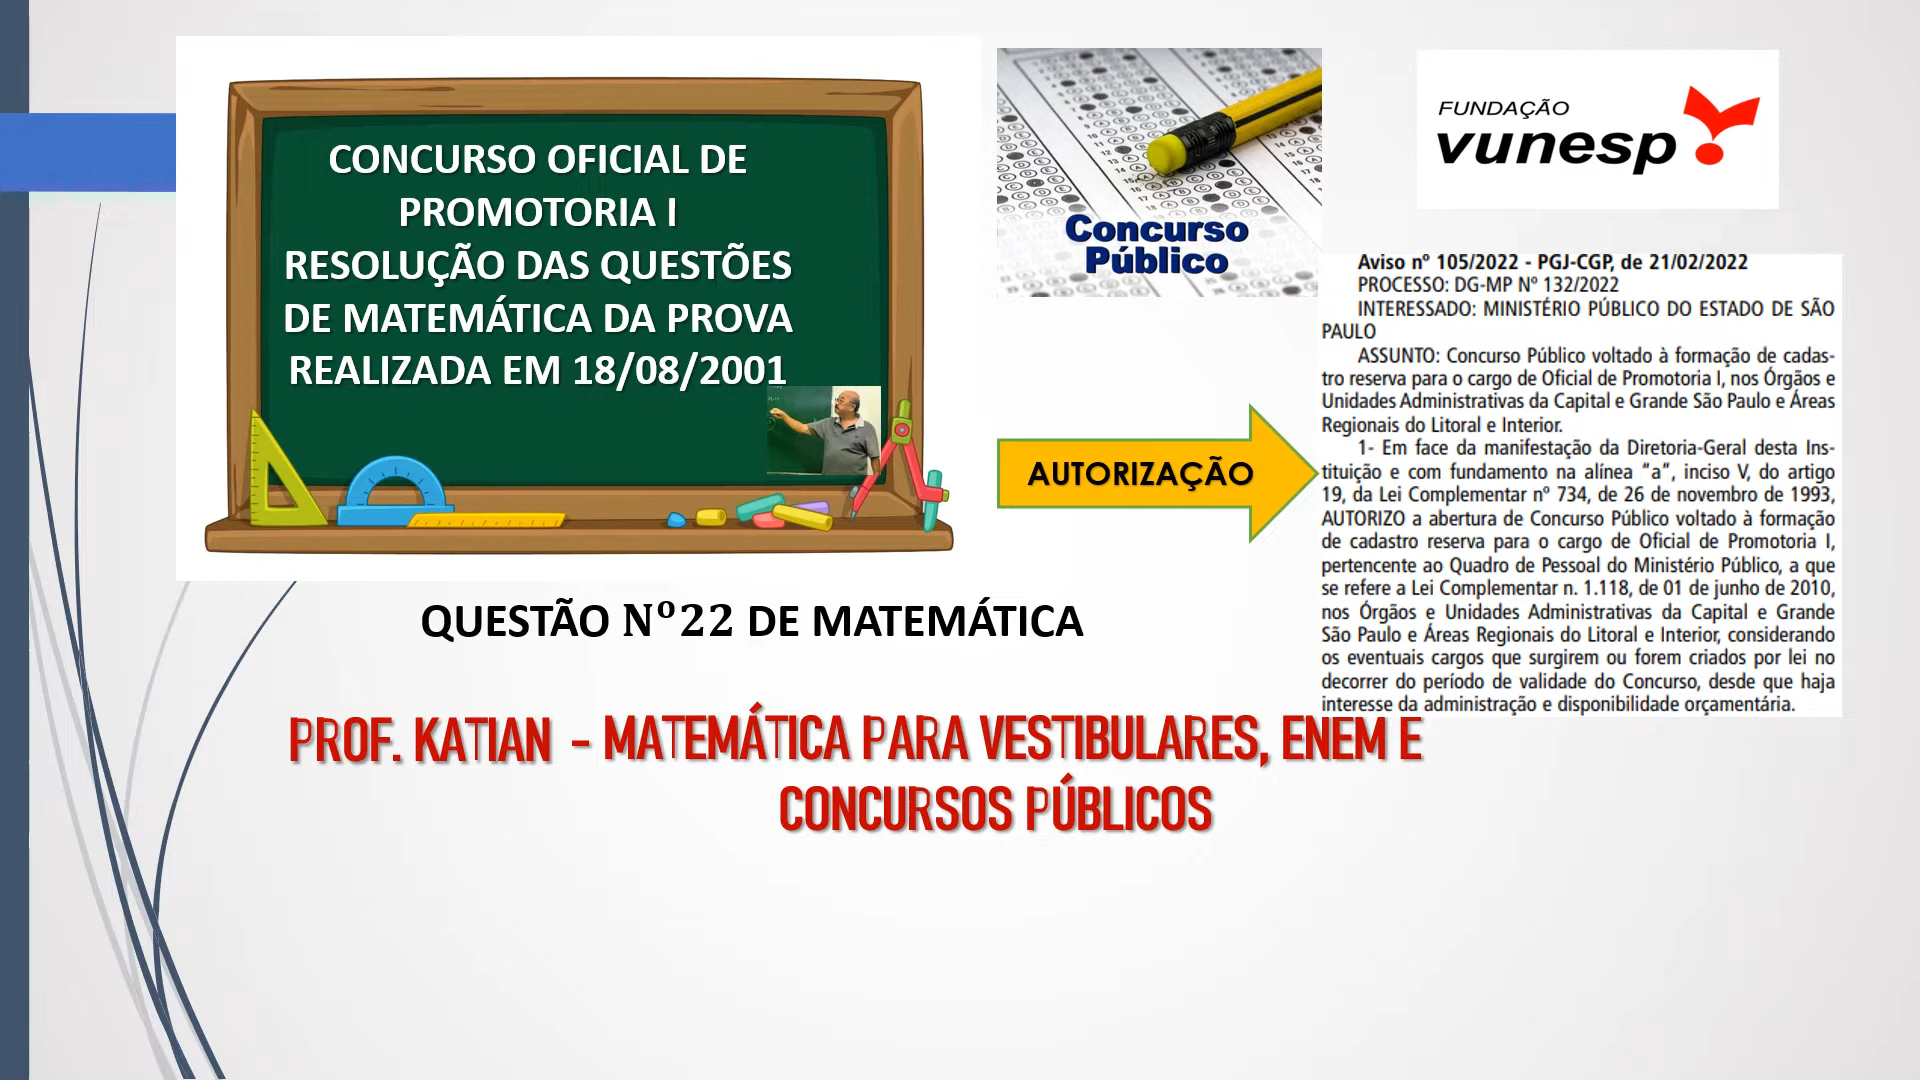 CONCURSO OFICIAL DE
PROMOTORIA I
RESOLUÇÃO DAS QUESTÕES
DE MATEMÁTICA DA PROVA
REALIZADA EM 18/08/2001
Concurso
Público
FUNDAÇÃO
vunesp
Aviso nº 105/2022 - PGJ-CGP, de 21/02/2022
PROCESSO: DG-MP Nº 132/2022
INTERESSADO: MINISTÉRIO PÚBLICO DO ESTADO DE SÃO
PAULO
ASSUNTO: Concurso Público voltado à formação de cadas-
tro reserva para o cargo de Oficial de Promotoria I, nos Órgãos e
Unidades Administrativas da Capital e Grande São Paulo e Áreas
Regionais do Litoral e Interior.
1- Em face da manifestação da Diretoria-Geral desta Ins-
tituição e com fundamento na alínea “a”, inciso V, do artigo
19, da Lei Complementar nº 734, de 26 de novembro de 1993,
AUTORIZO a abertura de Concurso Público voltado à formação
de cadastro reserva para o cargo de Oficial de Promotoria I,
pertencente ao Quadro de Pessoal do Ministério Público, a que
se refere a Lei Complementar n. 1.118, de 01 de junho de 2010,
nos Órgãos e Unidades Administrativas da Capital e Grande
São Paulo e Áreas Regionais do Litoral e Interior, considerando
os eventuais cargos que surgirem ou forem criados por lei no
decorrer do período de validade do Concurso, desde que haja
interesse da administração e disponibilidade orçamentária.
AUTORIZAÇÃO
QUESTÃO Nº22 DE MATEMÁTICA
PROF. KATIAN - MATEMÁTICA PARA VESTIBULARES, ENEM E
CONCURSOS PÚBLICOS